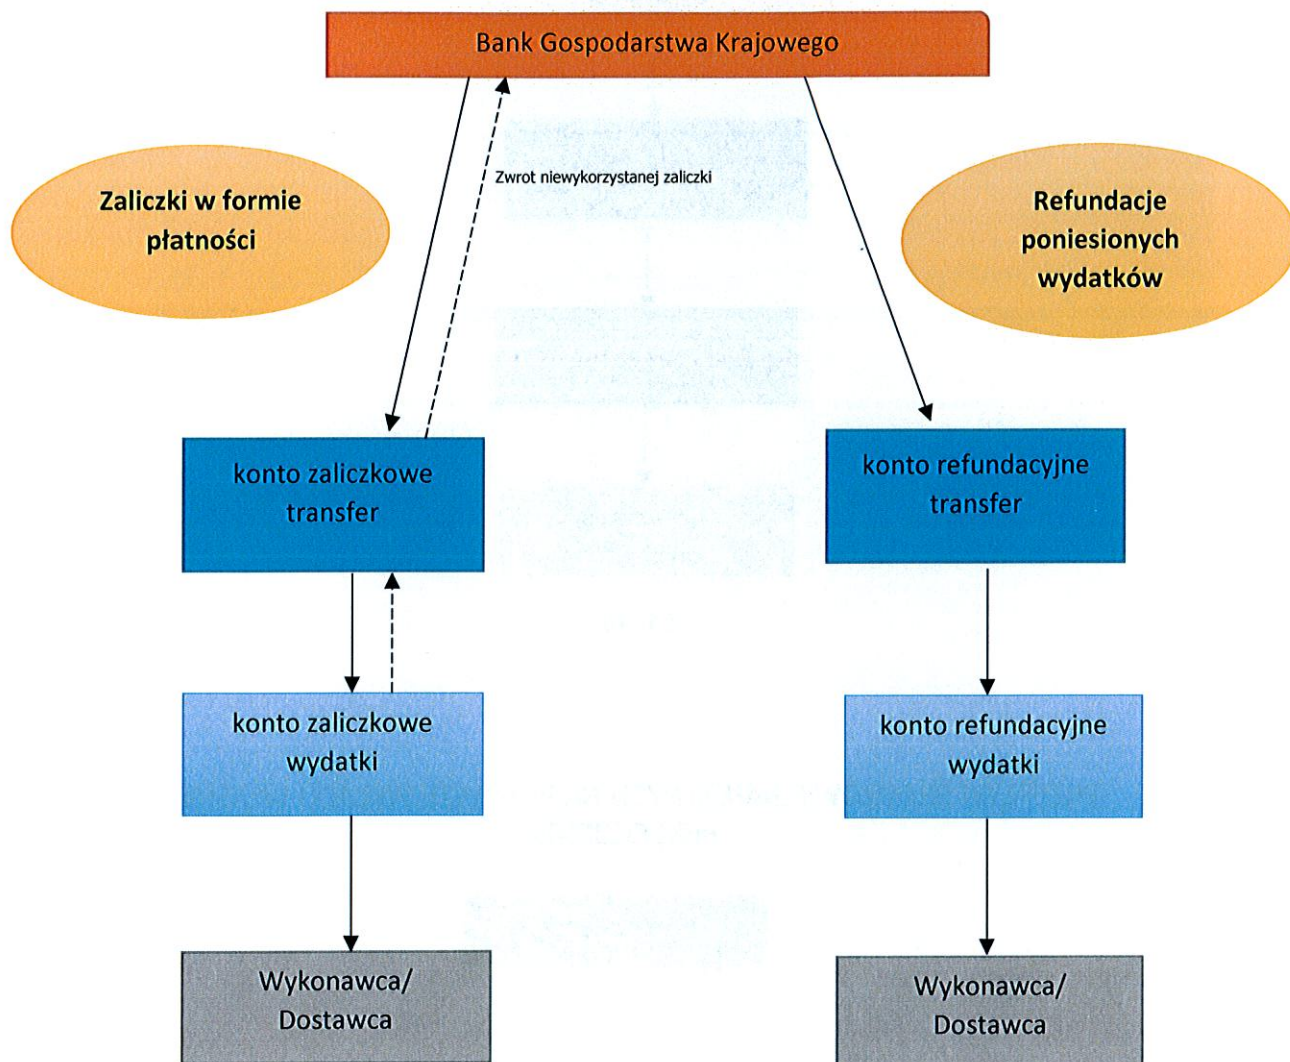 Bank Gospodarstwa Krajowego
Zaliczki w formie
płatności
Zwrot niewykorzystanej zaliczki
Refundacje
poniesionych
wydatków
konto zaliczkowe
transfer
konto refundacyjne
transfer
konto zaliczkowe
wydatki
konto refundacyjne
wydatki
Wykonawca/
Dostawca
Wykonawca/
Dostawca